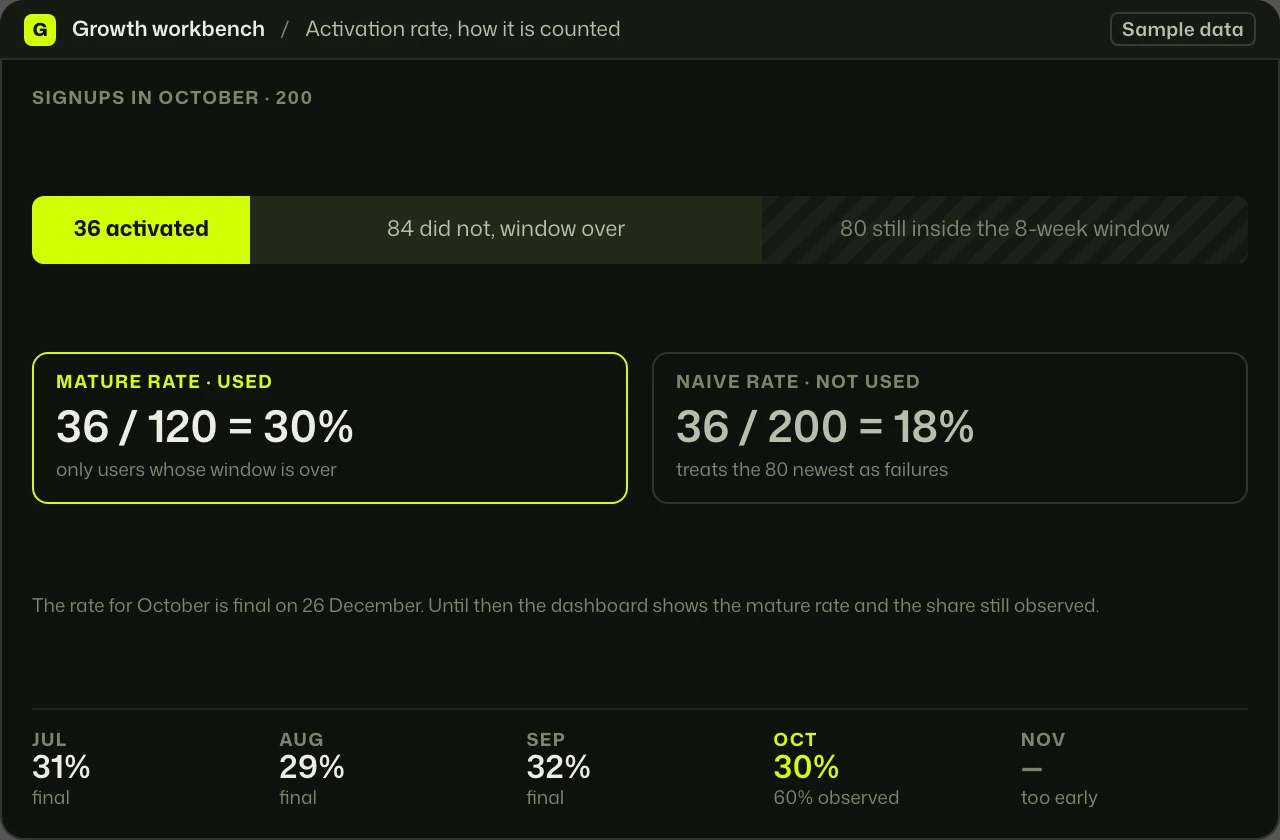 G Growth workbench / Activation rate, how it is counted Sample data
SIGNUPS IN OCTOBER · 200
36 activated 84 did not, window over 80 still inside the 8-week window
MATURE RATE · USED
36 / 120 = 30%
only users whose window is over
NAIVE RATE · NOT USED
36 / 200 = 18%
treats the 80 newest as failures
The rate for October is final on 26 December. Until then the dashboard shows the mature rate and the share still observed.
JUL
31%
final
AUG
29%
final
SEP
32%
final
OCT
30%
60% observed
NOV
—
too early